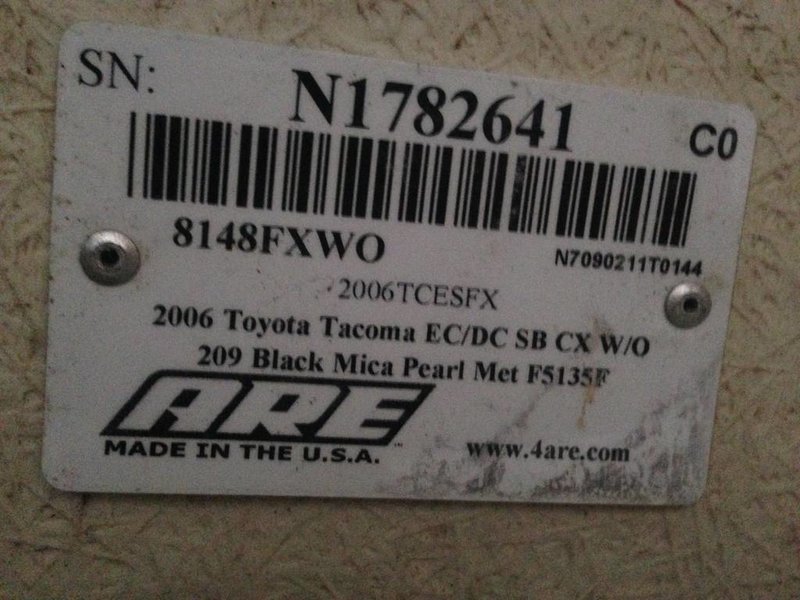 SN:
N1782641
C0
8148FXWO
N7090211T0144
2006TCESFX
2006 Toyota Tacoma EC/DC SB CX W/O
209 Black Mica Pearl Met F5135F
ARE
MADE IN THE U.S.A.
www.4are.com